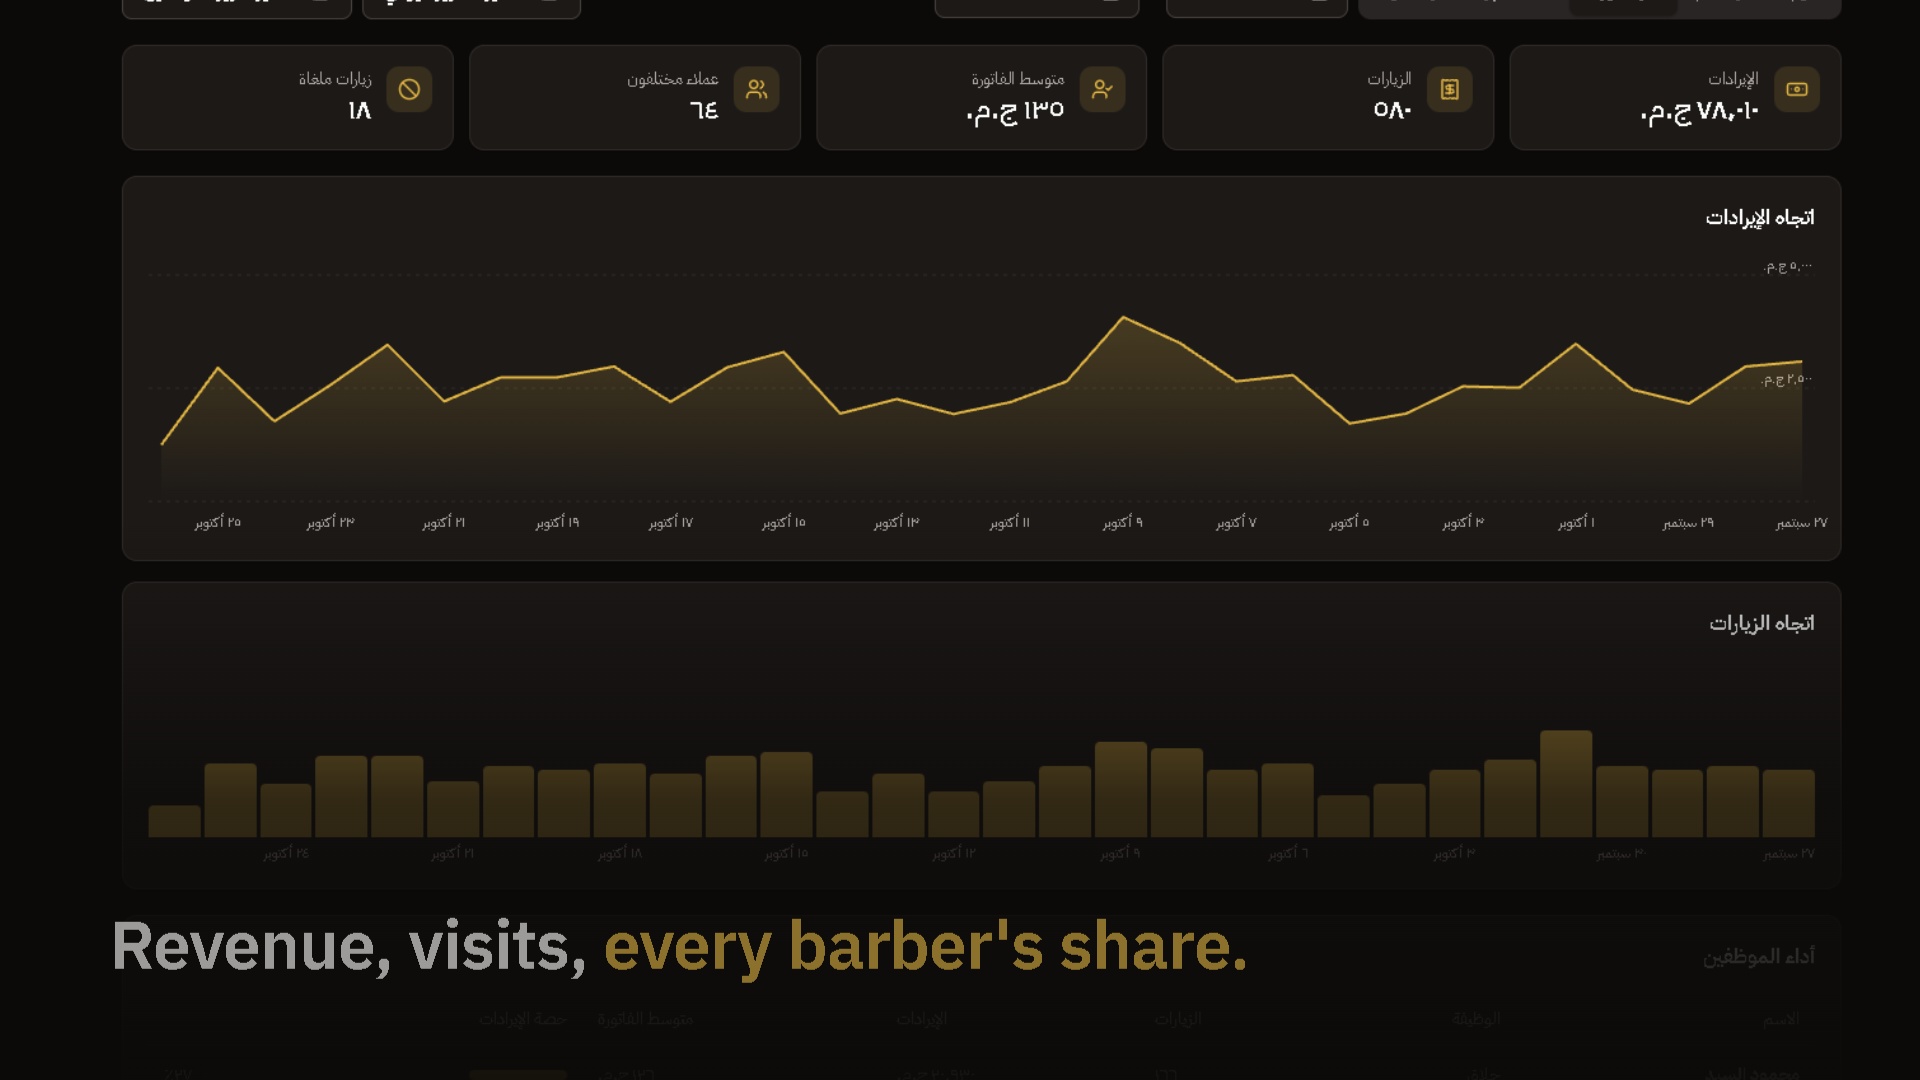 الإيرادات
٧٨,٠١٠ ج.م.
الزيارات
٥٨٠
متوسط الفاتورة
١٣٥ ج.م.
عملاء مختلفون
٦٤
زيارات ملغاة
١٨
اتجاه الإيرادات
٥,٠٠٠ ج.م.
٢,٥٠٠ ج.م.
٢٧ سبتمبر ٢٩ سبتمبر ١ أكتوبر ٣ أكتوبر ٥ أكتوبر ٧ أكتوبر ٩ أكتوبر ١١ أكتوبر ١٣ أكتوبر ١٥ أكتوبر ١٧ أكتوبر ١٩ أكتوبر ٢١ أكتوبر ٢٣ أكتوبر ٢٥ أكتوبر
اتجاه الزيارات
٢٧ سبتمبر ٣٠ سبتمبر ٣ أكتوبر ٦ أكتوبر ٩ أكتوبر ١٢ أكتوبر ١٥ أكتوبر ١٨ أكتوبر ٢١ أكتوبر ٢٤ أكتوبر
Revenue, visits, every barber's share.
أداء الموظفين
الاسم الوظيفة الزيارات الإيرادات متوسط الفاتورة حصة الإيرادات